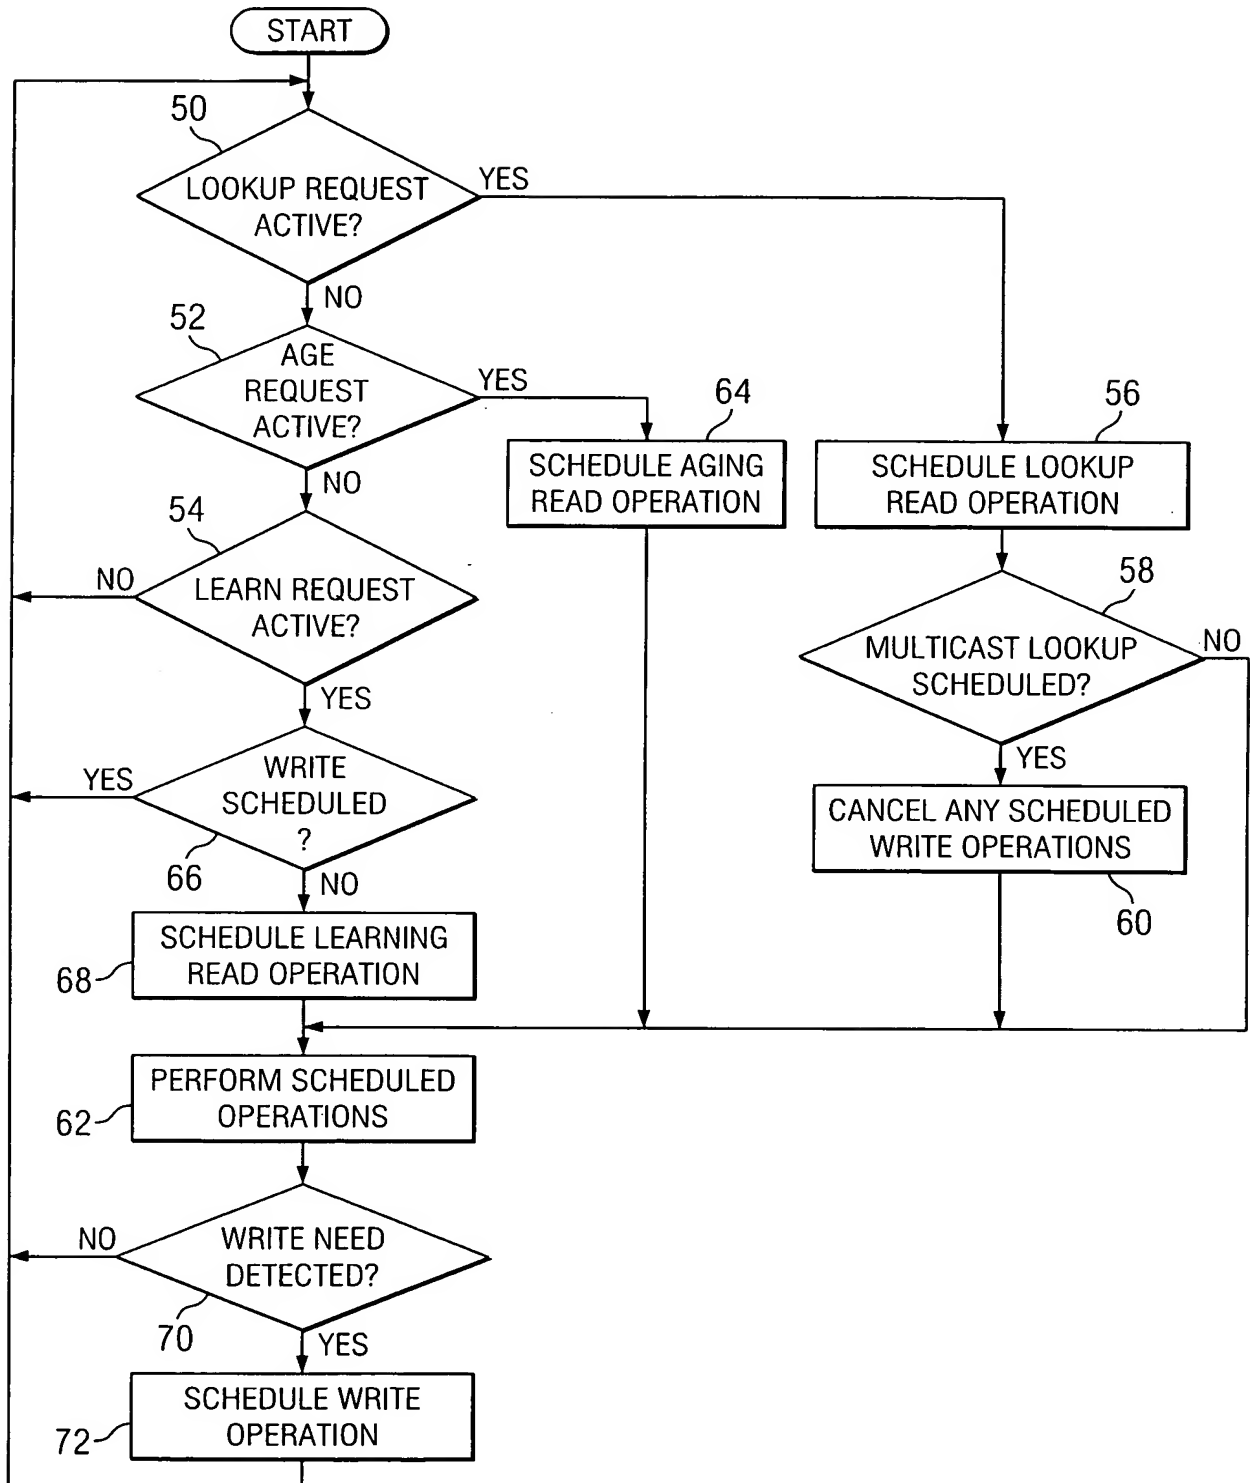 START
50
LOOKUP REQUEST
ACTIVE?
YES
NO
52
AGE
REQUEST
ACTIVE?
YES
NO
64
SCHEDULE AGING
READ OPERATION
56
SCHEDULE LOOKUP
READ OPERATION
54
LEARN REQUEST
ACTIVE?
NO
YES
58
MULTICAST LOOKUP
SCHEDULED?
NO
YES
WRITE
SCHEDULED
?
YES
66
NO
CANCEL ANY SCHEDULED
WRITE OPERATIONS
60
SCHEDULE LEARNING
READ OPERATION
68
PERFORM SCHEDULED
OPERATIONS
62
WRITE NEED
DETECTED?
NO
70
YES
SCHEDULE WRITE
OPERATION
72